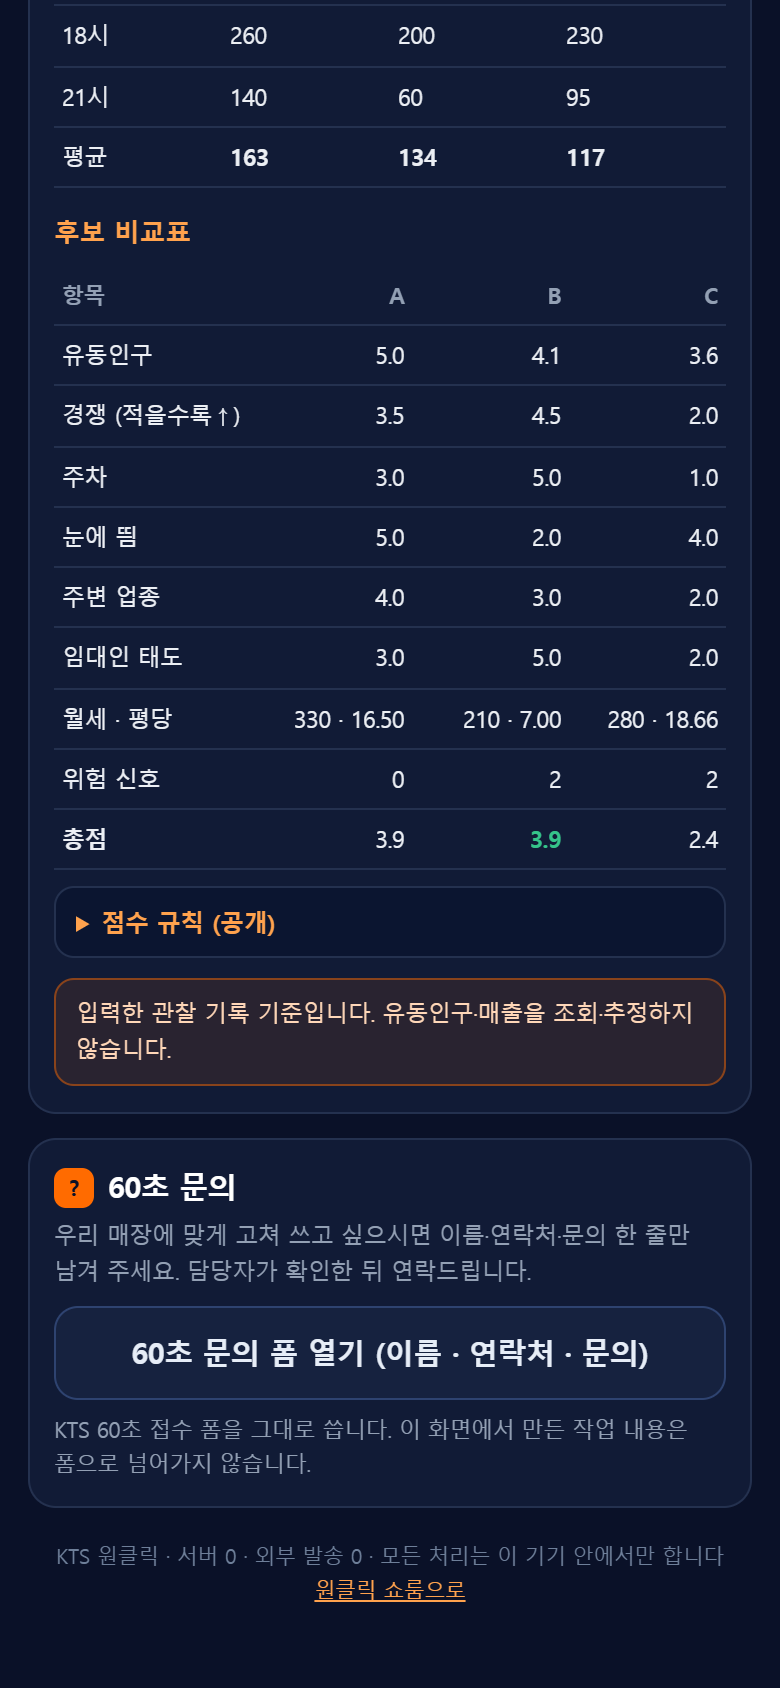 18시 260 200 230
21시 140 60 95
평균 163 134 117
후보 비교표
항목 A B C
유동인구 5.0 4.1 3.6
경쟁 (적을수록↑) 3.5 4.5 2.0
주차 3.0 5.0 1.0
눈에 띔 5.0 2.0 4.0
주변 업종 4.0 3.0 2.0
임대인 태도 3.0 5.0 2.0
월세 · 평당 330 · 16.50 210 · 7.00 280 · 18.66
위험 신호 0 2 2
총점 3.9 3.9 2.4
▶ 점수 규칙 (공개)
입력한 관찰 기록 기준입니다. 유동인구·매출을 조회·추정하지
않습니다.
? 60초 문의
우리 매장에 맞게 고쳐 쓰고 싶으시면 이름·연락처·문의 한 줄만
남겨 주세요. 담당자가 확인한 뒤 연락드립니다.
60초 문의 폼 열기 (이름 · 연락처 · 문의)
KTS 60초 접수 폼을 그대로 씁니다. 이 화면에서 만든 작업 내용은
폼으로 넘어가지 않습니다.
KTS 원클릭 · 서버 0 · 외부 발송 0 · 모든 처리는 이 기기 안에서만 합니다
원클릭 쇼룸으로